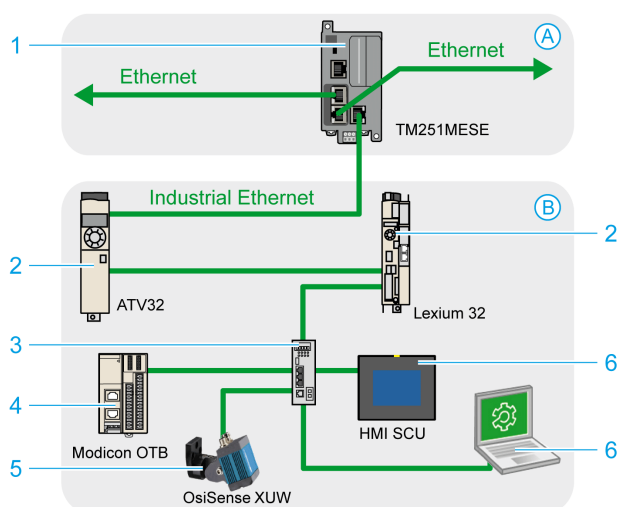 1
Ethernet
Ethernet
A
TM251MESE
Industrial Ethernet
B
2
2
ATV32
Lexium 32
3
6
4
HMI SCU
Modicon OTB
6
5
OsiSense XUW